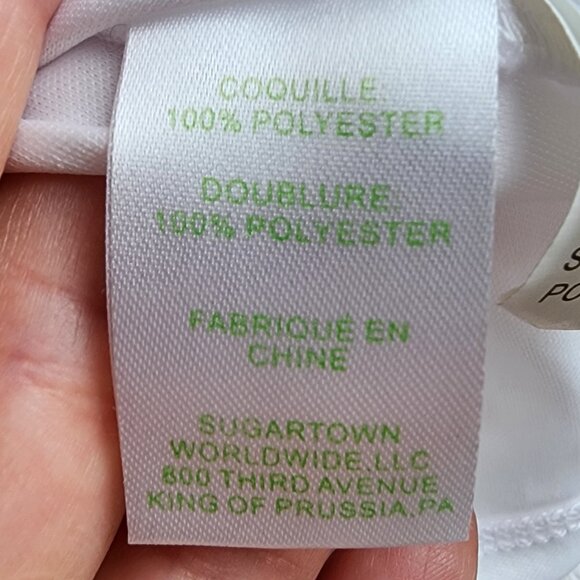 COQUILLE:
100% POLYESTER
DOUBLURE:
100% POLYESTER
FABRIQUÉ EN
CHINE
SUGARTOWN
WORLDWIDE.LLC
800 THIRD AVENUE
KING OF PRUSSIA.PA
S
PO